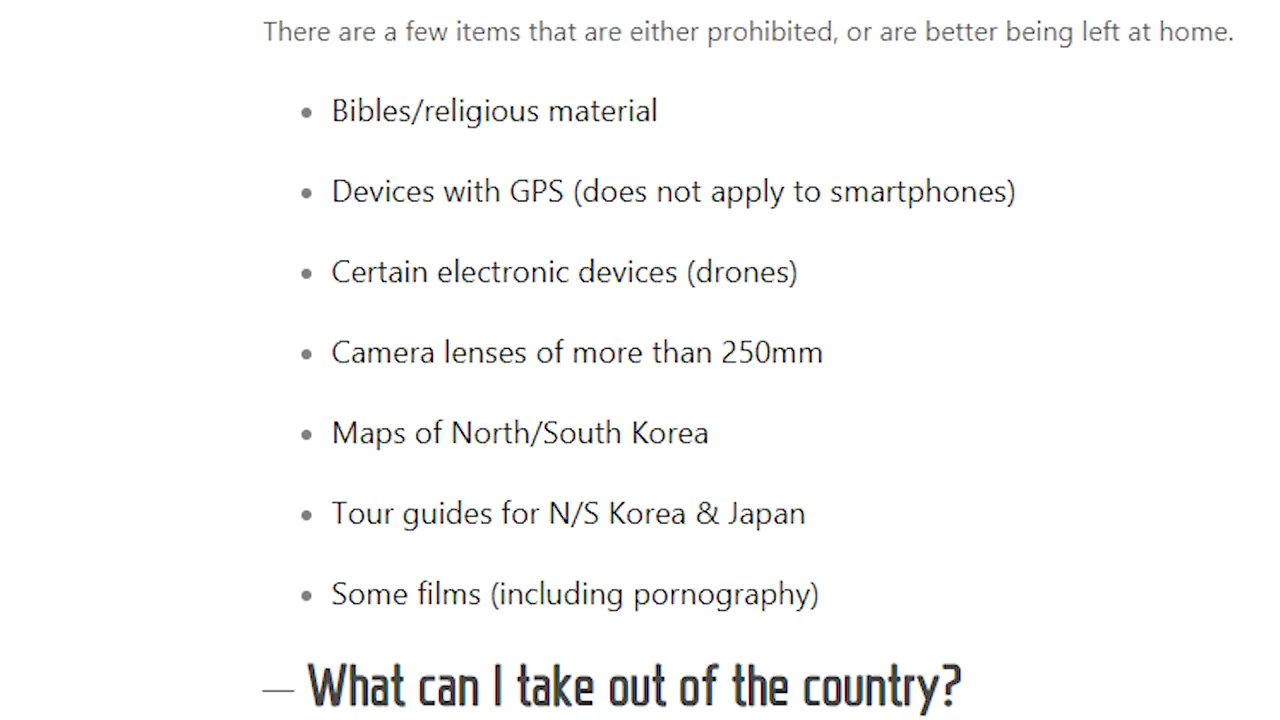 There are a few items that are either prohibited, or are better being left at home.
• Bibles/religious material
• Devices with GPS (does not apply to smartphones)
• Certain electronic devices (drones)
• Camera lenses of more than 250mm
• Maps of North/South Korea
• Tour guides for N/S Korea & Japan
• Some films (including pornography)
— What can I take out of the country?